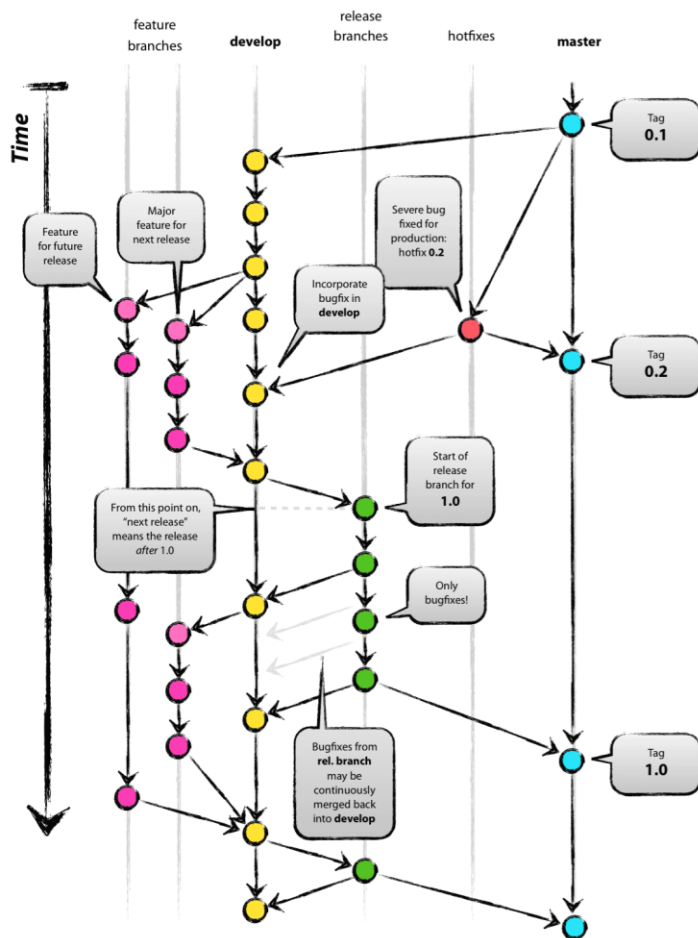 feature
branches
develop
release
branches
hotfixes
master
Time
Tag
0.1
Feature
for future
release
Major
feature for
next release
Severe bug
fixed for
production:
hotfix 0.2
Incorporate
bugfix in
develop
Tag
0.2
Start of
release
branch for
1.0
From this point on,
“next release”
means the release
after 1.0
Only
bugfixes!
Bugfixes from
rel. branch
may be
continuously
merged back
into develop
Tag
1.0